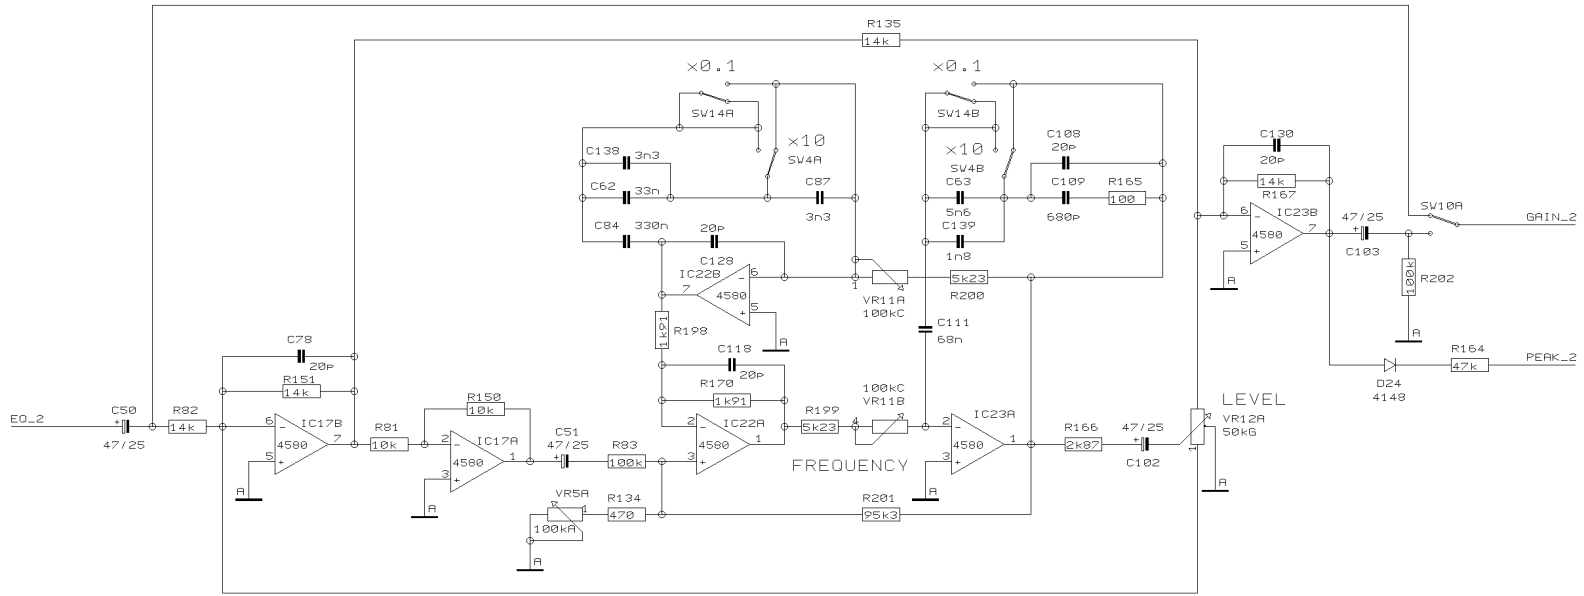 R135
14k
x0.1
SW14A
x10
SW4A
C138
3n3
C62
33n
C87
3n3
C84
330n
20p
C128
IC22B
7
6
5
4580
A
R198
1k91
x0.1
SW14B
x10
SW4B
C108
20p
C63
5n6
C109
680p
R165
100
C139
1n8
1
VR11A
100kC
5k23
R200
C111
68n
C130
20p
14k
R167
6
5
7
IC23B
4580
A
47/25
+
C103
SW10A
GAIN_2
100k
R202
A
R164
47k
PEAK_2
D24
4148
C78
20p
R151
14k
EQ_2
C50
+
47/25
R82
14k
6
5
7
IC17B
4580
A
R81
10k
R150
10k
2
3
1
IC17A
4580
A
C51
47/25
+
R83
100k
C118
20p
R170
1k91
2
3
1
IC22A
4580
R199
5k23
100kC
VR11B
4
FREQUENCY
2
3
1
IC23A
4580
A
R166
2k87
47/25
+
C102
LEVEL
VR12A
50kG
1
A
VR5A
1
100kA
A
R134
470
R201
95k3